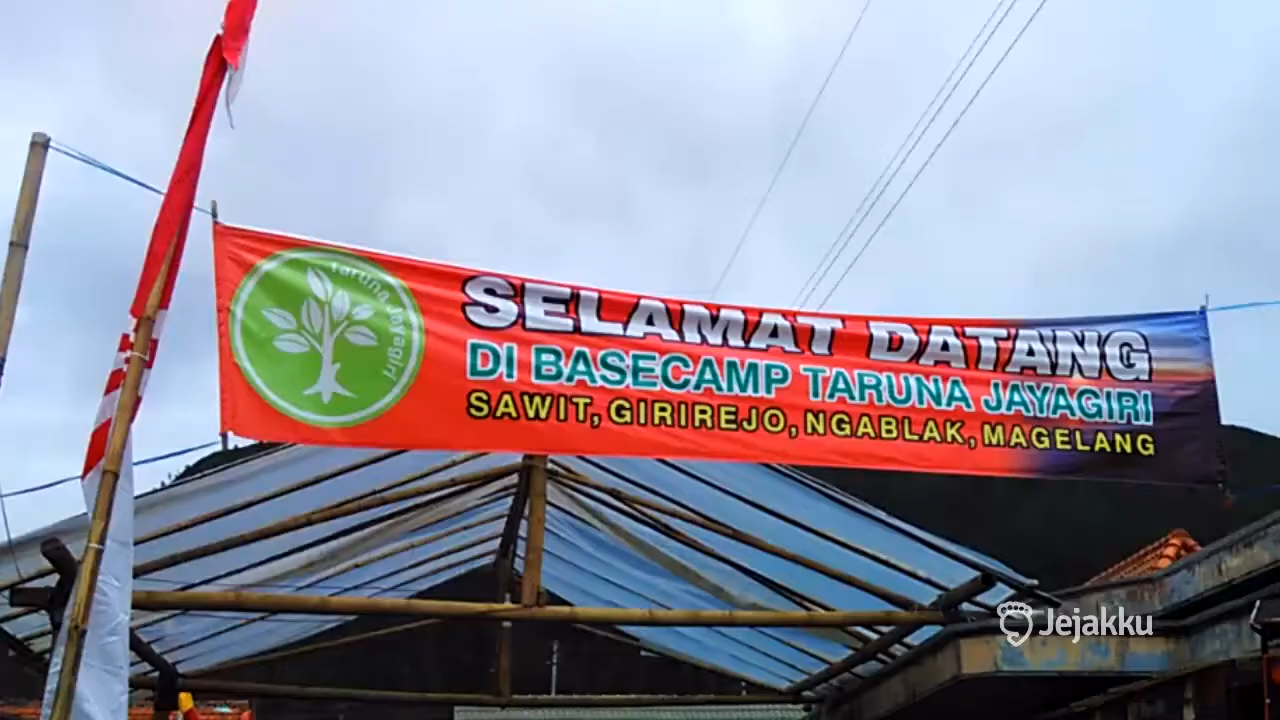 Taruna Jayagiri
SELAMAT DATANG
DI BASECAMP TARUNA JAYAGIRI
SAWIT, GIRIREJO, NGABLAK, MAGELANG
Jejakku